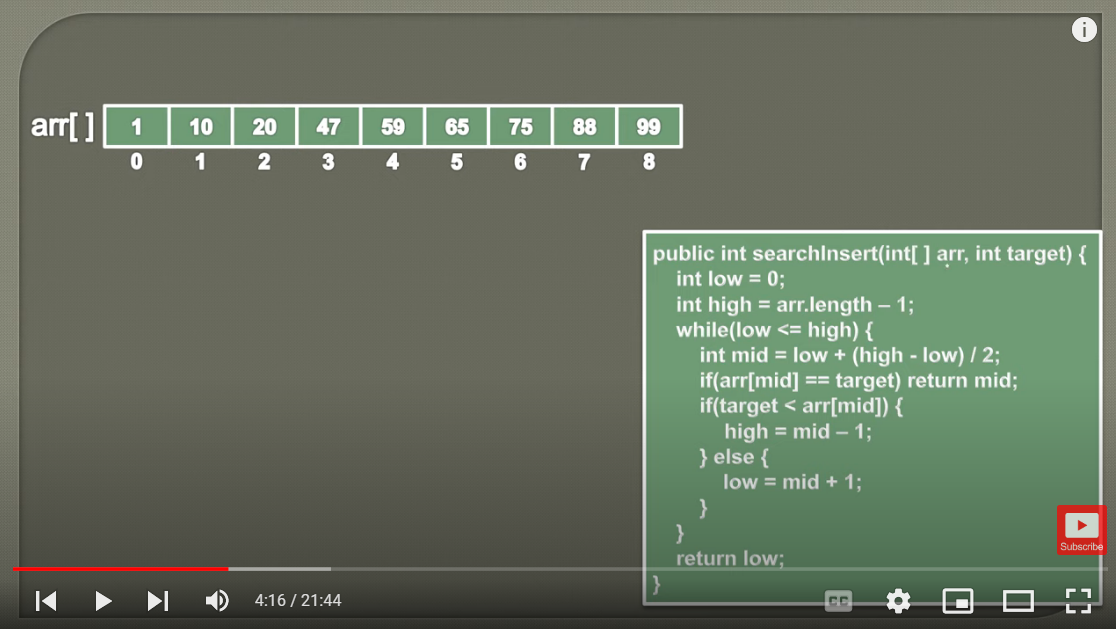 arr[ ] 1 10 20 47 59 65 75 88 99
0 1 2 3 4 5 6 7 8
public int searchInsert(int[ ] arr, int target) {
int low = 0;
int high = arr.length – 1;
while(low <= high) {
int mid = low + (high - low) / 2;
if(arr[mid] == target) return mid;
if(target < arr[mid]) {
high = mid – 1;
} else {
low = mid + 1;
}
}
return low;
}
Subscribe
4:16 / 21:44
CC